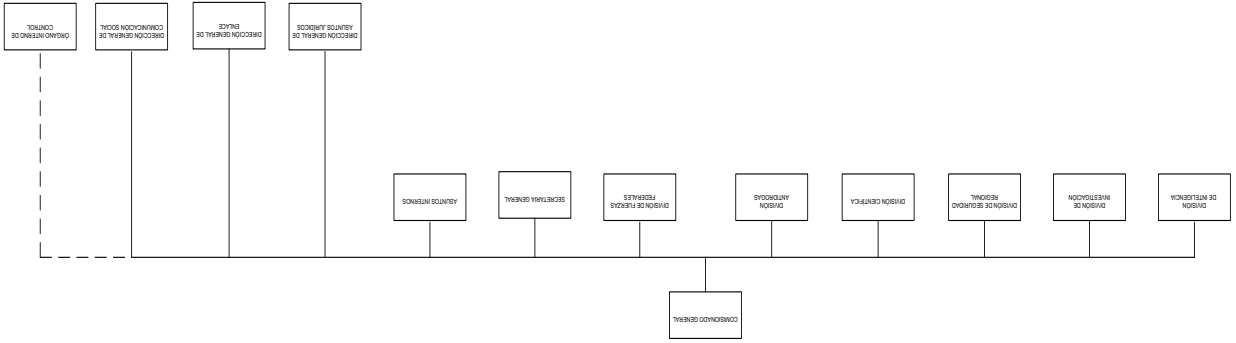 COMISIONADO GENERAL
DIVISIÓN
DE INTELIGENCIA
DIVISIÓN DE
INVESTIGACIÓN
DIVISIÓN DE SEGURIDAD
REGIONAL
DIVISIÓN CIENTÍFICA
DIVISIÓN
ANTIDROGAS
DIVISIÓN DE FUERZAS
FEDERALES
SECRETARIA GENERAL
ASUNTOS INTERNOS
DIRECCIÓN GENERAL DE
ASUNTOS JURÍDICOS
DIRECCIÓN GENERAL DE
ENLACE
DIRECCIÓN GENERAL DE
COMUNICACIÓN SOCIAL
ÓRGANO INTERNO DE
CONTROL